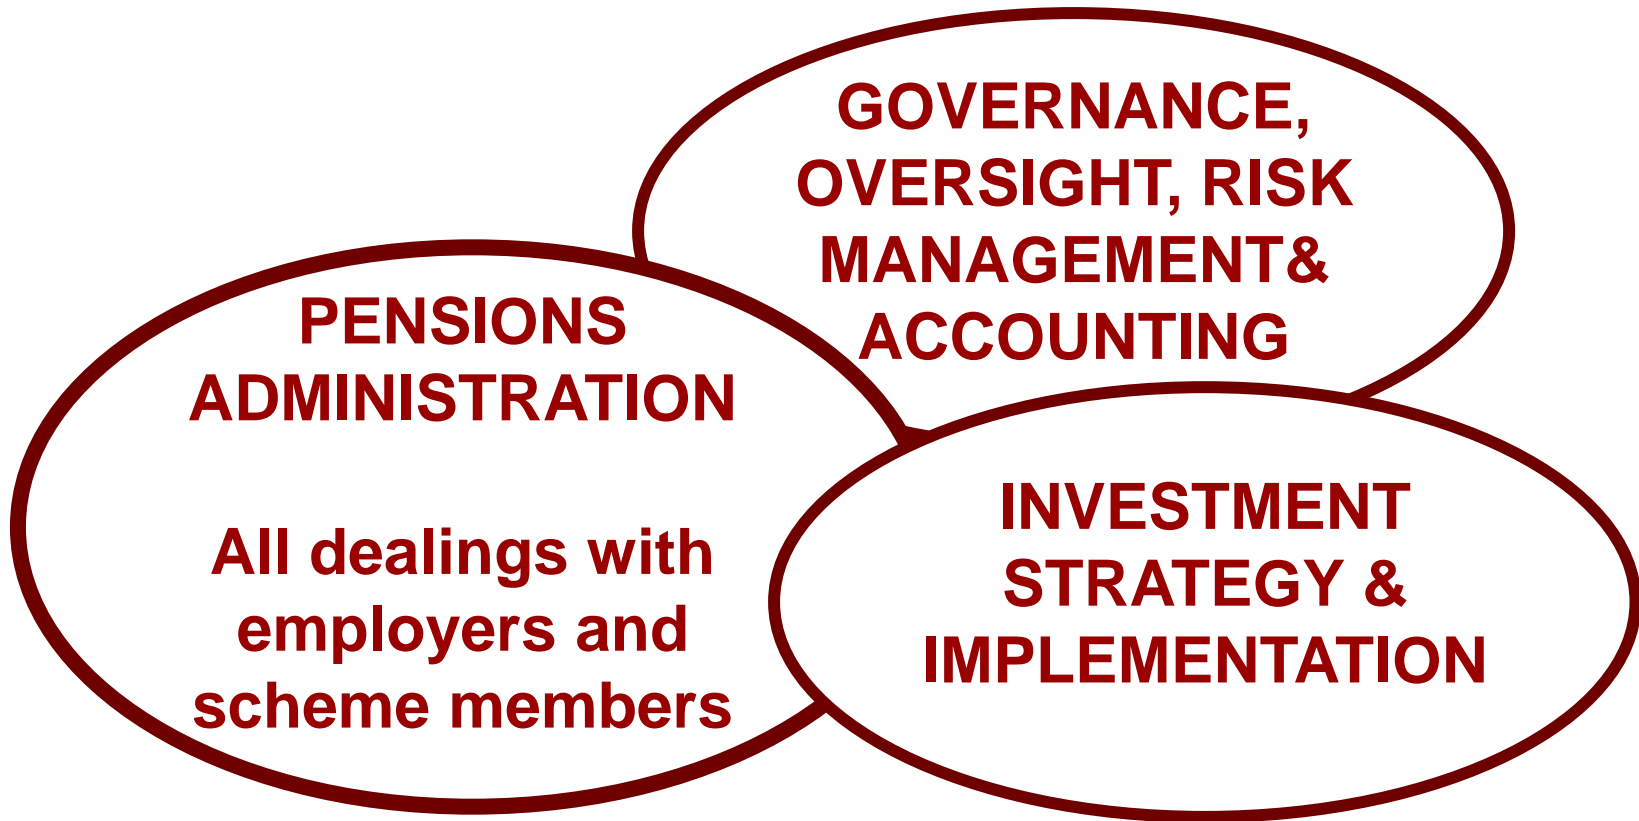 GOVERNANCE,
OVERSIGHT, RISK
MANAGEMENT&
ACCOUNTING
PENSIONS
ADMINISTRATION
All dealings with
employers and
scheme members
INVESTMENT
STRATEGY &
IMPLEMENTATION